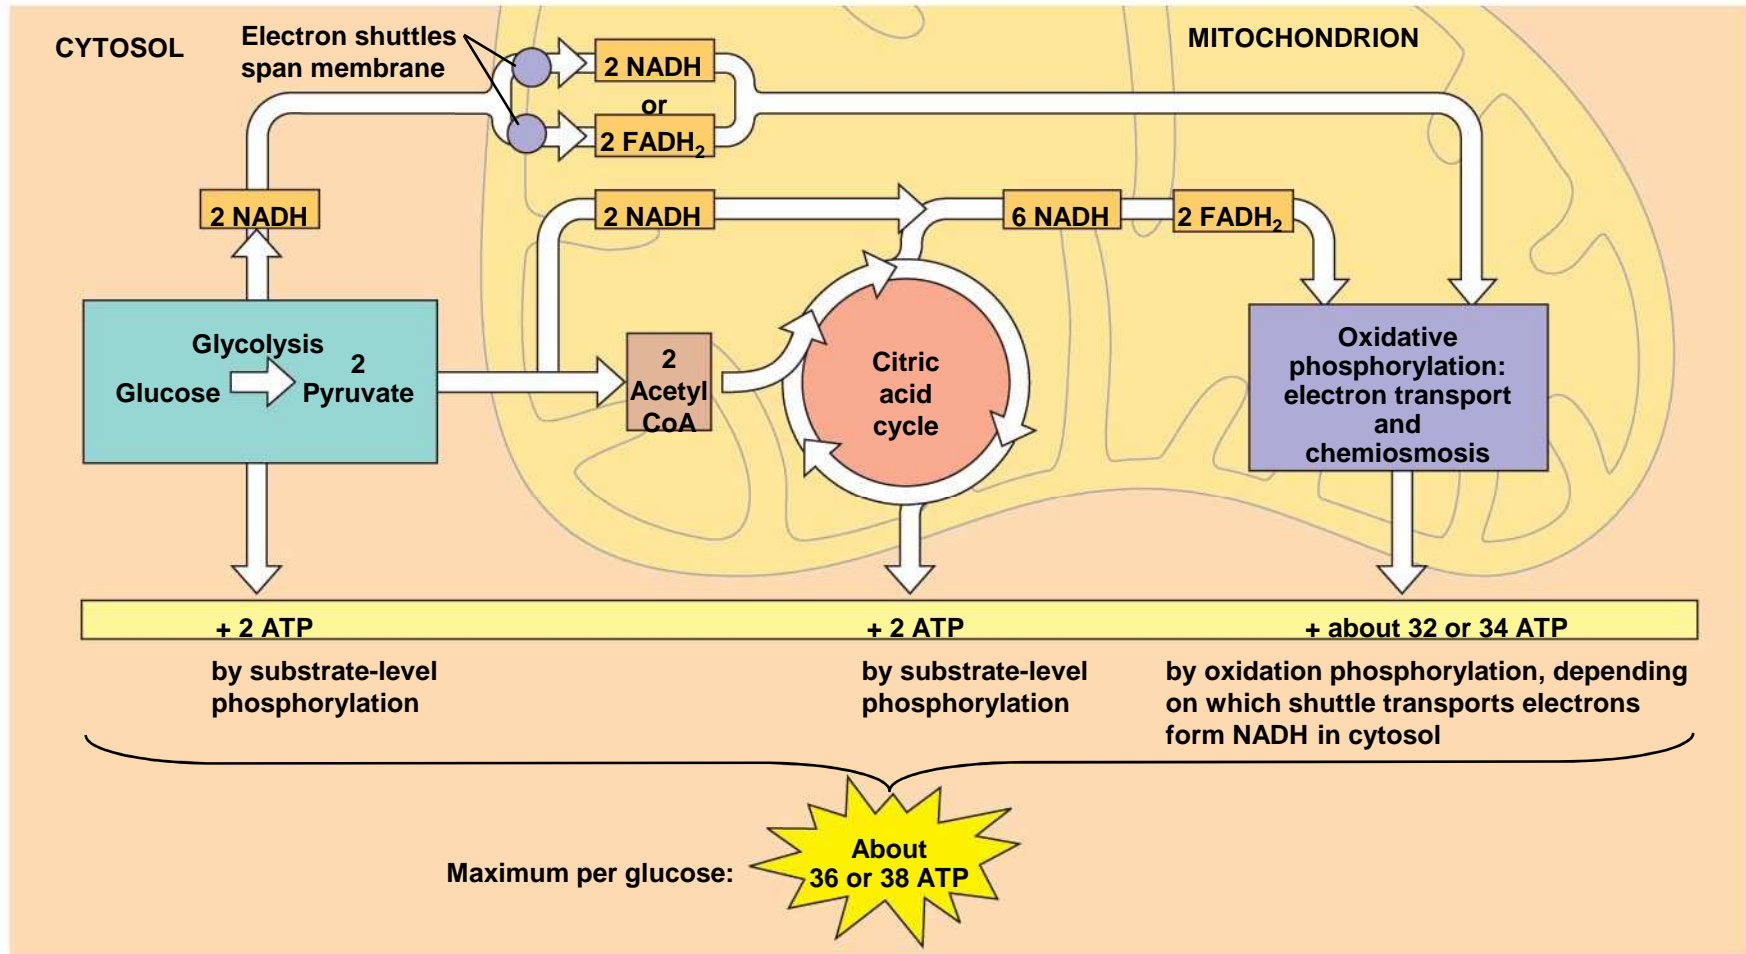 CYTOSOL
Electron shuttles
span membrane
MITOCHONDRION
2 NADH
or
2 FADH₂
2 NADH
2 NADH
6 NADH
2 FADH₂
Glycolysis
Glucose
2
Pyruvate
2
Acetyl
CoA
Citric
acid
cycle
Oxidative
phosphorylation:
electron transport
and
chemiosmosis
+ 2 ATP
+ 2 ATP
+ about 32 or 34 ATP
by substrate-level
phosphorylation
by substrate-level
phosphorylation
by oxidation phosphorylation, depending
on which shuttle transports electrons
form NADH in cytosol
Maximum per glucose:
About
36 or 38 ATP